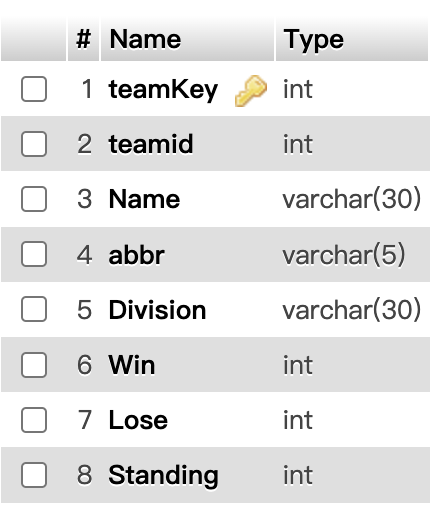 # Name Type
1 teamKey int
2 teamid int
3 Name varchar(30)
4 abbr varchar(5)
5 Division varchar(30)
6 Win int
7 Lose int
8 Standing int